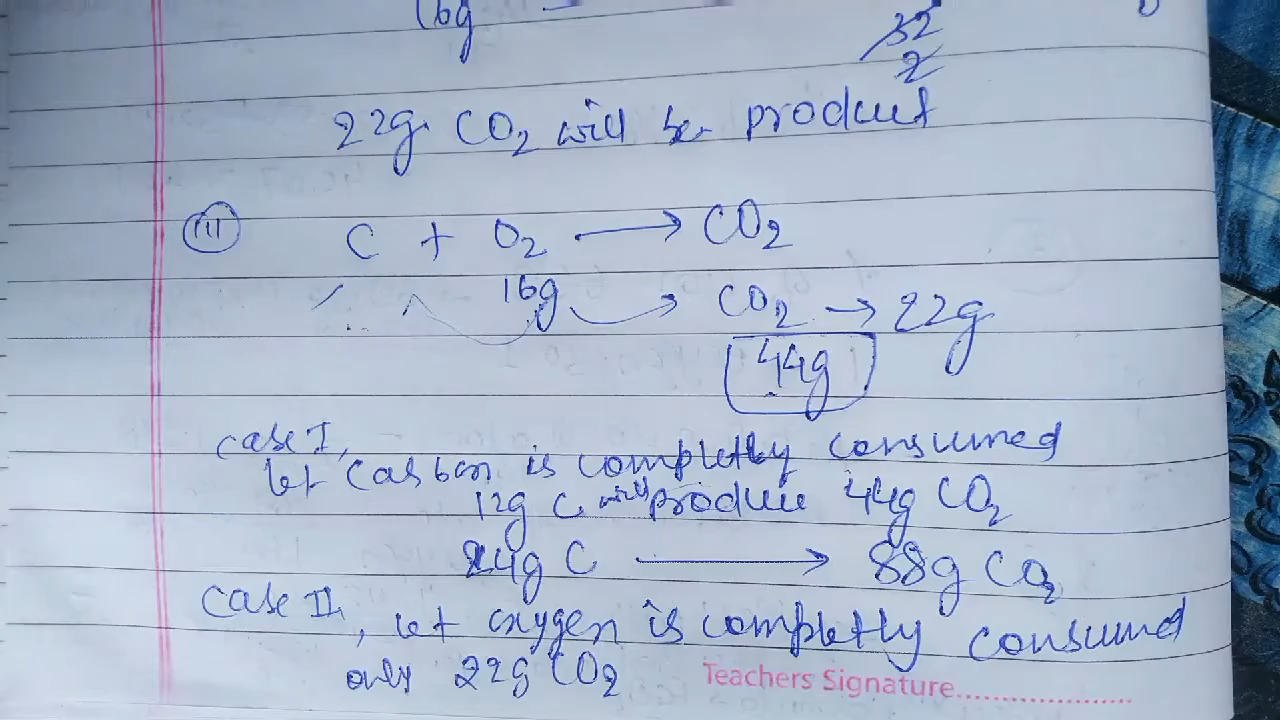 16g
32
2
22g CO2 will be product
III C + O2 → CO2
16g → CO2 → 22g
44g
case I,
let Carbon is completly consumed
12g C will produce 44g CO2
24g C → 88g CO2
Case II, let oxygen is completly consumed
only 22g CO2
Teachers Signature....................